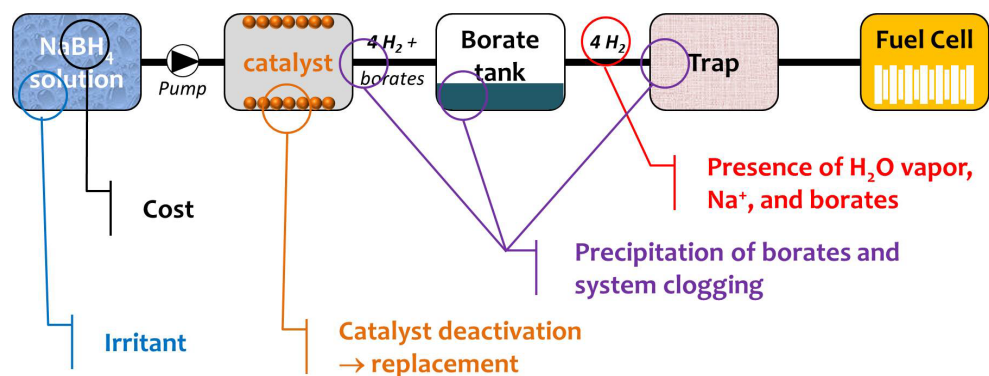 NaBH₄
solution
Pump
catalyst
4 H₂ +
borates
Borate
tank
4 H₂
Trap
Fuel Cell
Presence of H₂O vapor,
Na⁺, and borates
Cost
Precipitation of borates and
system clogging
Irritant
Catalyst deactivation
→ replacement